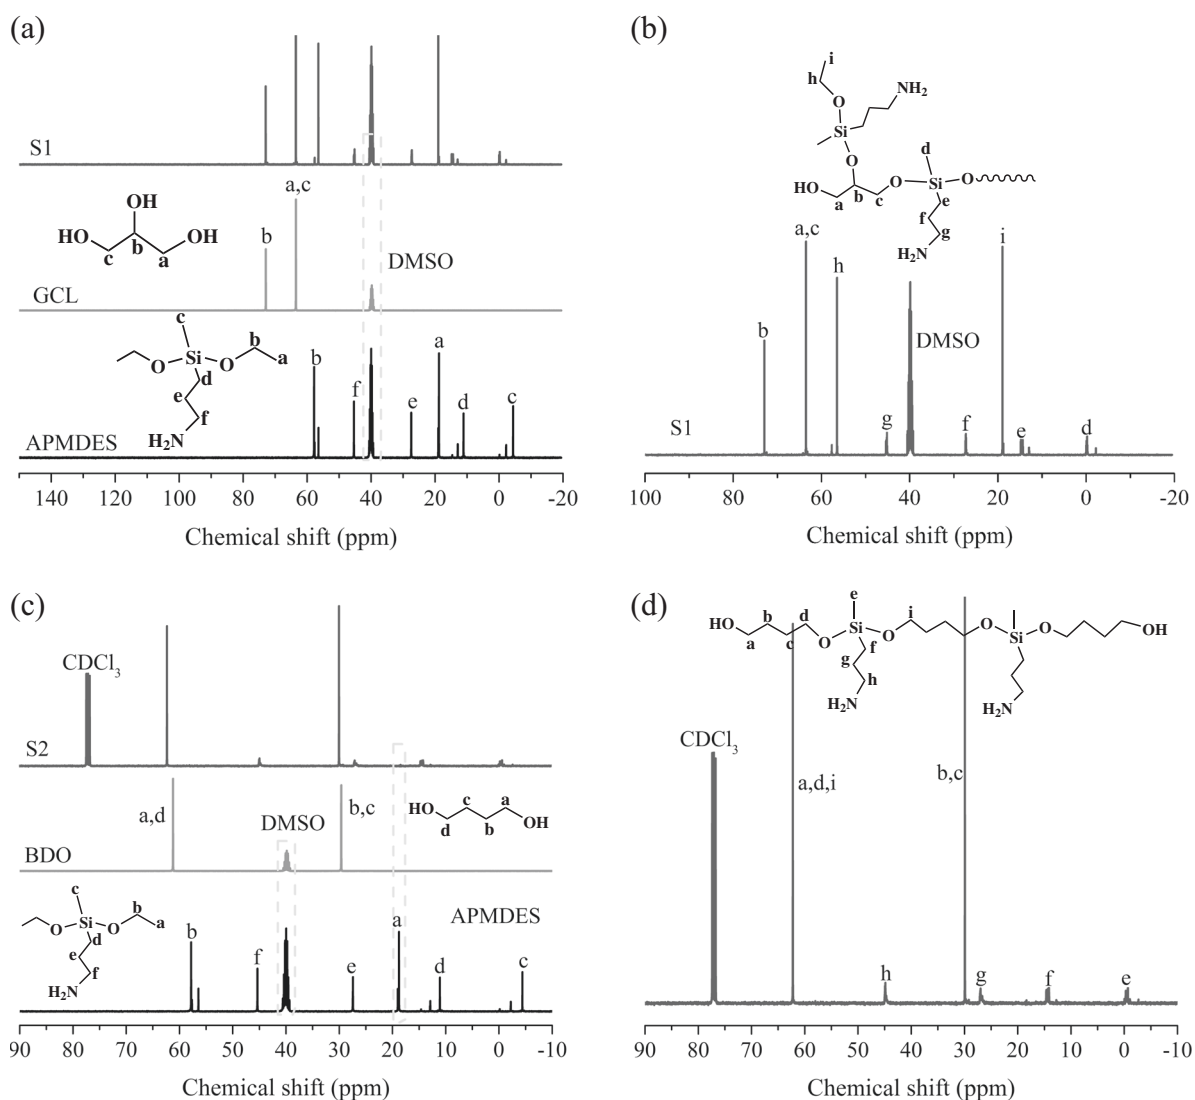 (a)
S1
a,c
OH
HO
OH
b
c
a
b
DMSO
GCL
c
b
Si
O
O
a
d
e
f
H₂N
APMDES
b
f
e
a
d
c
140 120 100 80 60 40 20 0 -20
Chemical shift (ppm)
(b)
i
h
O
NH₂
Si
O
d
HO
O
Si
O
a
b
c
e
f
g
H₂N
a,c
h
i
b
DMSO
S1
g
f
e
d
100 80 60 40 20 0 -20
Chemical shift (ppm)
(c)
CDCl₃
S2
a,d
b,c
HO
c
a
d
b
OH
DMSO
BDO
c
b
O
Si
O
a
d
e
f
H₂N
APMDES
b
f
e
a
d
c
90 80 70 60 50 40 30 20 10 0 -10
Chemical shift (ppm)
(d)
HO
b
d
e
i
a
c
O
Si
O
O
Si
O
OH
g
f
h
H₂N
H₂N
CDCl₃
a,d,i
b,c
h
g
f
e
90 80 70 60 50 40 30 20 10 0 -10
Chemical shift (ppm)